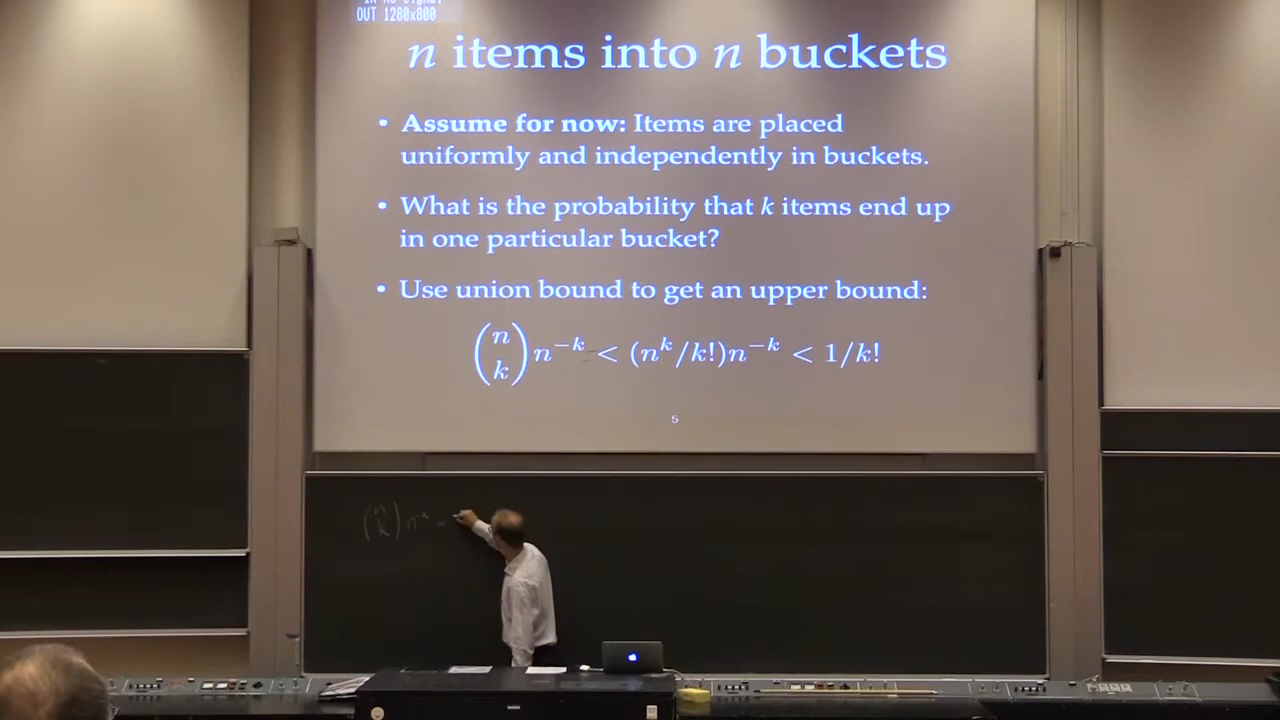 OUT 1280x800
n items into n buckets
• Assume for now: Items are placed
uniformly and independently in buckets.
• What is the probability that k items end up
in one particular bucket?
• Use union bound to get an upper bound:
(n k) n^{-k} < (n^k/k!)n^{-k} < 1/k!
5
(n k) n^{-k} =